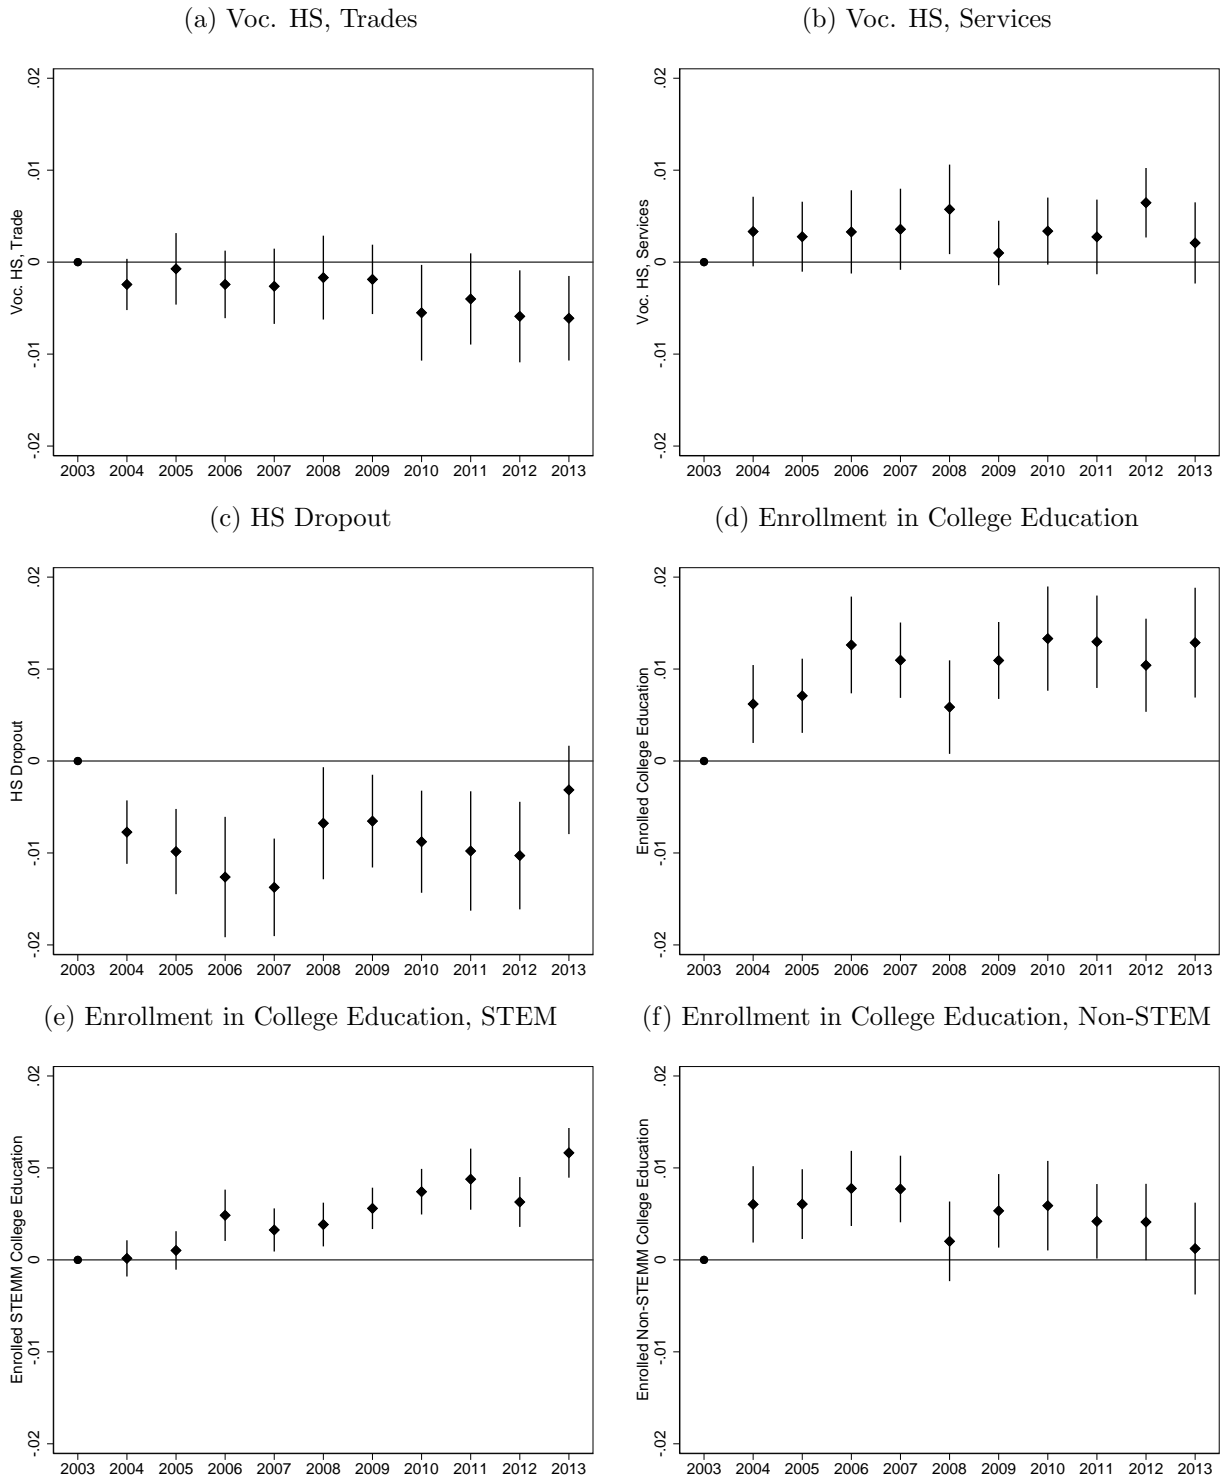 (a) Voc. HS, Trades
Voc. HS, Trade
.02
.01
0
-.01
-.02
2003 2004 2005 2006 2007 2008 2009 2010 2011 2012 2013
(b) Voc. HS, Services
Voc. HS, Services
.02
.01
0
-.01
-.02
2003 2004 2005 2006 2007 2008 2009 2010 2011 2012 2013
(c) HS Dropout
HS Dropout
.02
.01
0
-.01
-.02
2003 2004 2005 2006 2007 2008 2009 2010 2011 2012 2013
(d) Enrollment in College Education
Enrolled College Education
.02
.01
0
-.01
-.02
2003 2004 2005 2006 2007 2008 2009 2010 2011 2012 2013
(e) Enrollment in College Education, STEM
Enrolled STEMM College Education
.02
.01
0
-.01
-.02
2003 2004 2005 2006 2007 2008 2009 2010 2011 2012 2013
(f) Enrollment in College Education, Non-STEM
Enrolled Non-STEMM College Education
.02
.01
0
-.01
-.02
2003 2004 2005 2006 2007 2008 2009 2010 2011 2012 2013